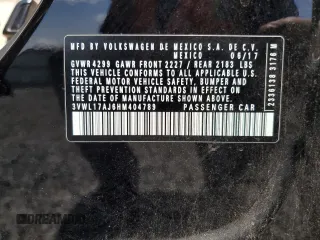 MFD. BY VOLKSWAGEN DE MEXICO S.A. DE C.V.
MEXICO 06/17
GVWR 4299 GAWR FRONT 2227 / REAR 2183 LBS
THIS VEHICLE CONFORMS TO ALL APPLICABLE U.S.
FEDERAL MOTOR VEHICLE SAFETY, BUMPER AND
THEFT PREVENTION STANDARDS IN EFFECT ON THE
DATE OF MANUFACTURE SHOWN ABOVE.
3VWL17AJ6HM404789 PASSENGER CAR
2330138 3176 M